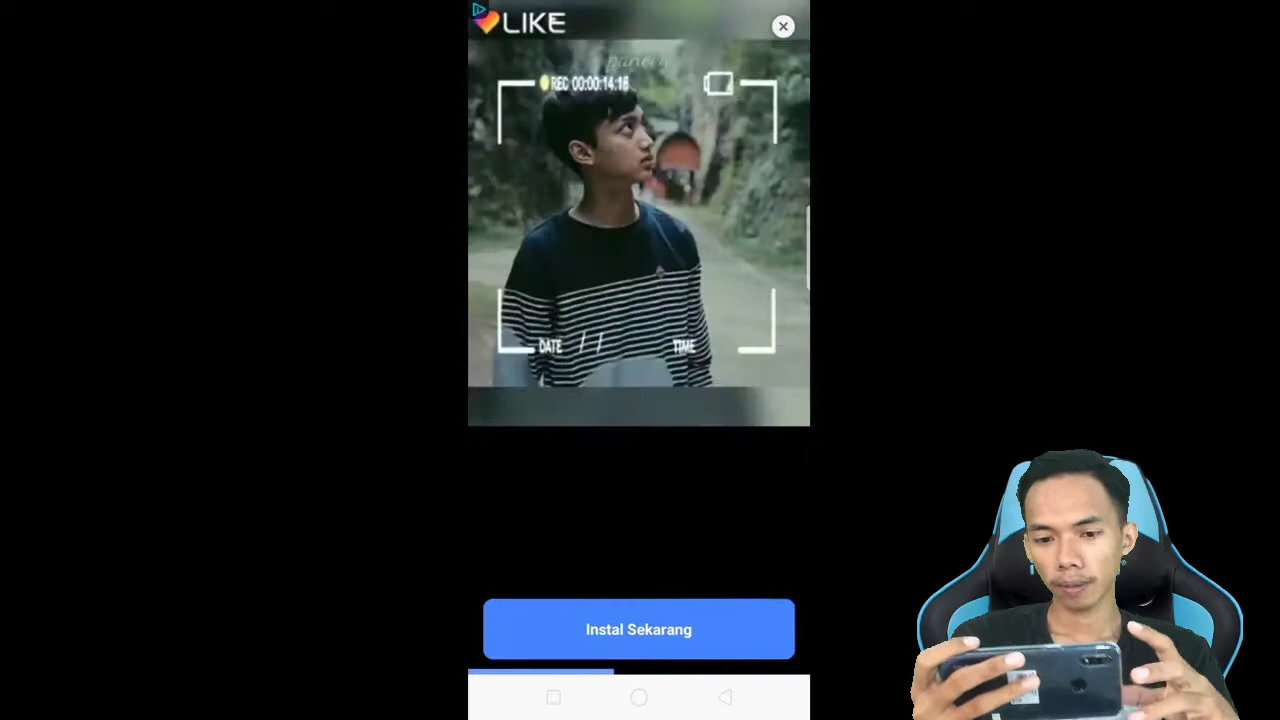 LIKE
REC 00:00:14:16
DATE / /
TIME
Instal Sekarang